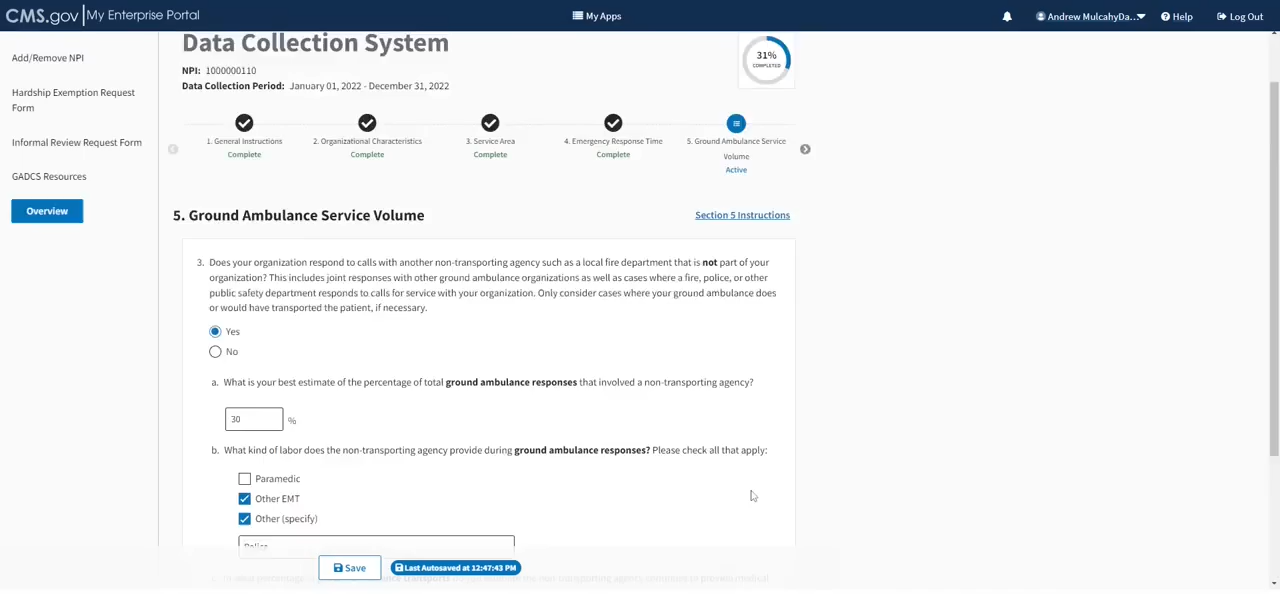 CMS.gov My Enterprise Portal
My Apps
Andrew MulcahyDa...
Help
Log Out
Add/Remove NPI
Hardship Exemption Request
Form
Informal Review Request Form
GADCS Resources
Overview
Data Collection System
NPI: 1000000110
Data Collection Period: January 01, 2022 - December 31, 2022
31%
COMPLETED
1. General Instructions
Complete
2. Organizational Characteristics
Complete
3. Service Area
Complete
4. Emergency Response Time
Complete
5. Ground Ambulance Service
Volume
Active
5. Ground Ambulance Service Volume
Section 5 Instructions
3. Does your organization respond to calls with another non-transporting agency such as a local fire department that is not part of your
organization? This includes joint responses with other ground ambulance organizations as well as cases where a fire, police, or other
public safety department responds to calls for service with your organization. Only consider cases where your ground ambulance does
or would have transported the patient, if necessary.
Yes
No
a. What is your best estimate of the percentage of total ground ambulance responses that involved a non-transporting agency?
30 %
b. What kind of labor does the non-transporting agency provide during ground ambulance responses? Please check all that apply:
Paramedic
Other EMT
Other (specify)
Police
Save
Last Autosaved at 12:47:43 PM